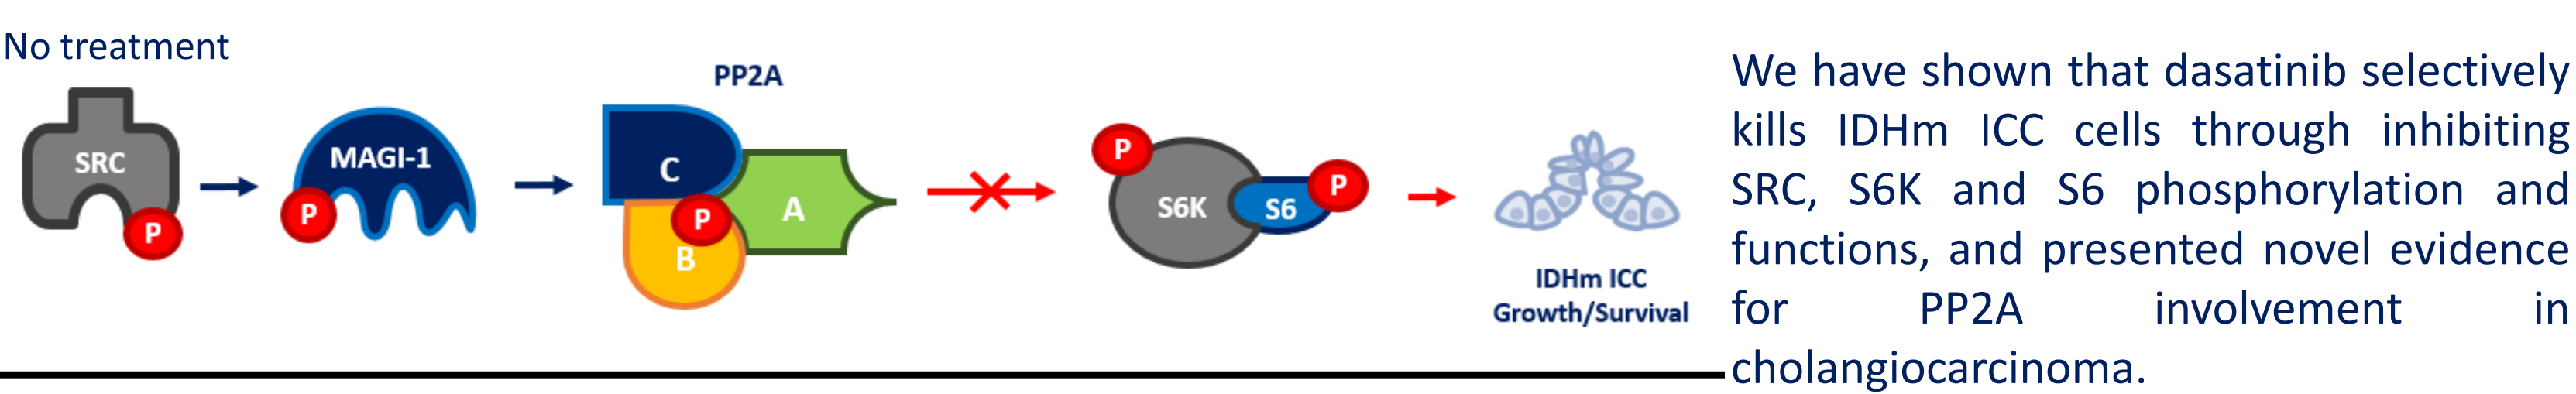 No treatment
SRC
P
MAGI-1
P
PP2A
C
A
P
B
P
S6K
S6
P
IDHm ICC
Growth/Survival
We have shown that dasatinib selectively
kills IDHm ICC cells through inhibiting
SRC, S6K and S6 phosphorylation and
functions, and presented novel evidence
for PP2A involvement in
cholangiocarcinoma.